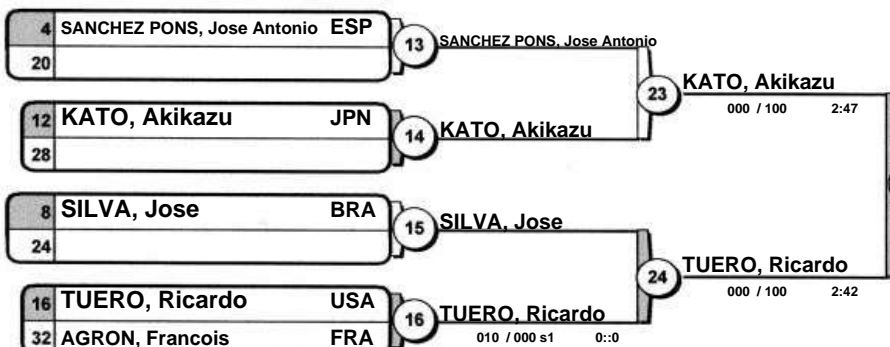 4 SANCHEZ PONS, Jose Antonio ESP
20
13 SANCHEZ PONS, Jose Antonio
12 KATO, Akikazu JPN
28
14 KATO, Akikazu
23 KATO, Akikazu
000 / 100 2:47
8 SILVA, Jose BRA
24
15 SILVA, Jose
16 TUERO, Ricardo USA
32 AGRON, Francois FRA
16 TUERO, Ricardo
010 / 000 s1 0::0
24 TUERO, Ricardo
000 / 100 2:42